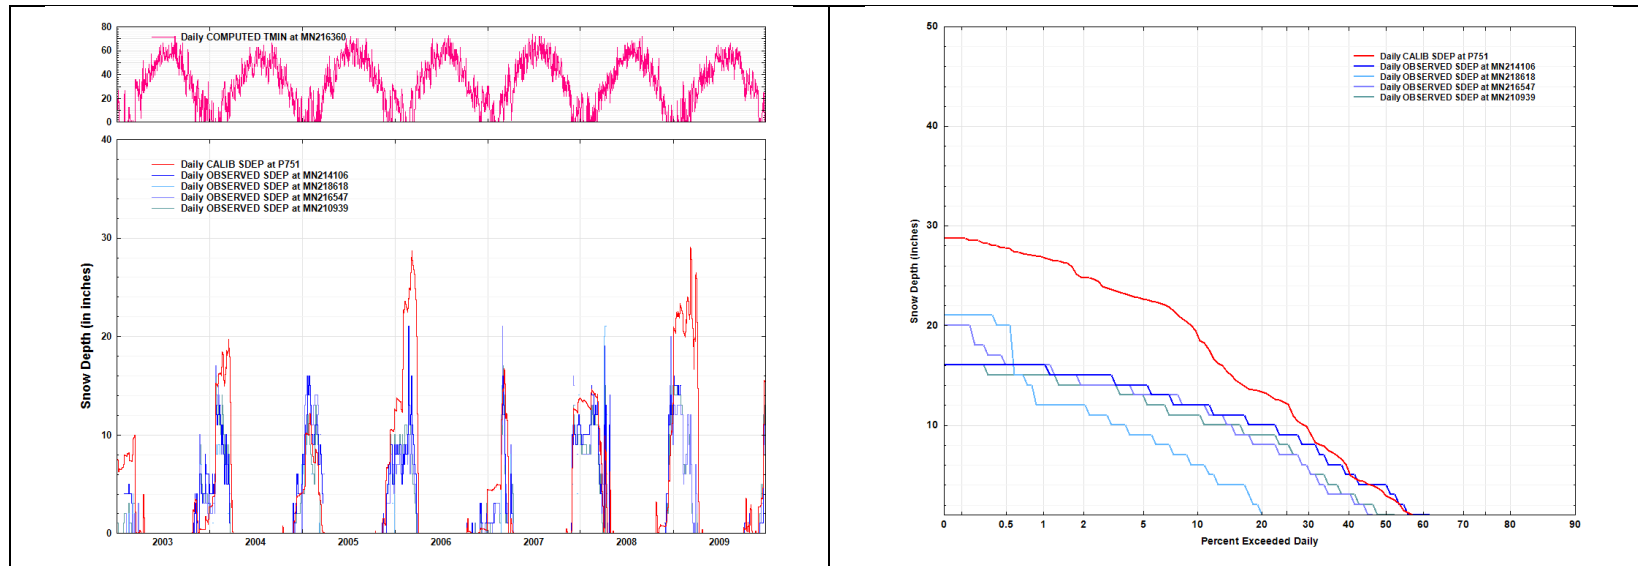 80
60
40
20
0
Daily COMPUTED TMIN at MN216360
40
30
20
10
0
Snow Depth (in inches)
Daily CALIB SDEP at P751
Daily OBSERVED SDEP at MN214106
Daily OBSERVED SDEP at MN218618
Daily OBSERVED SDEP at MN216547
Daily OBSERVED SDEP at MN210939
2003 2004 2005 2006 2007 2008 2009
50
40
30
20
10
Snow Depth (inches)
Daily CALIB SDEP at P751
Daily OBSERVED SDEP at MN214106
Daily OBSERVED SDEP at MN218618
Daily OBSERVED SDEP at MN216547
Daily OBSERVED SDEP at MN210939
0 0.5 1 2 5 10 20 30 40 50 60 70 80 90
Percent Exceeded Daily